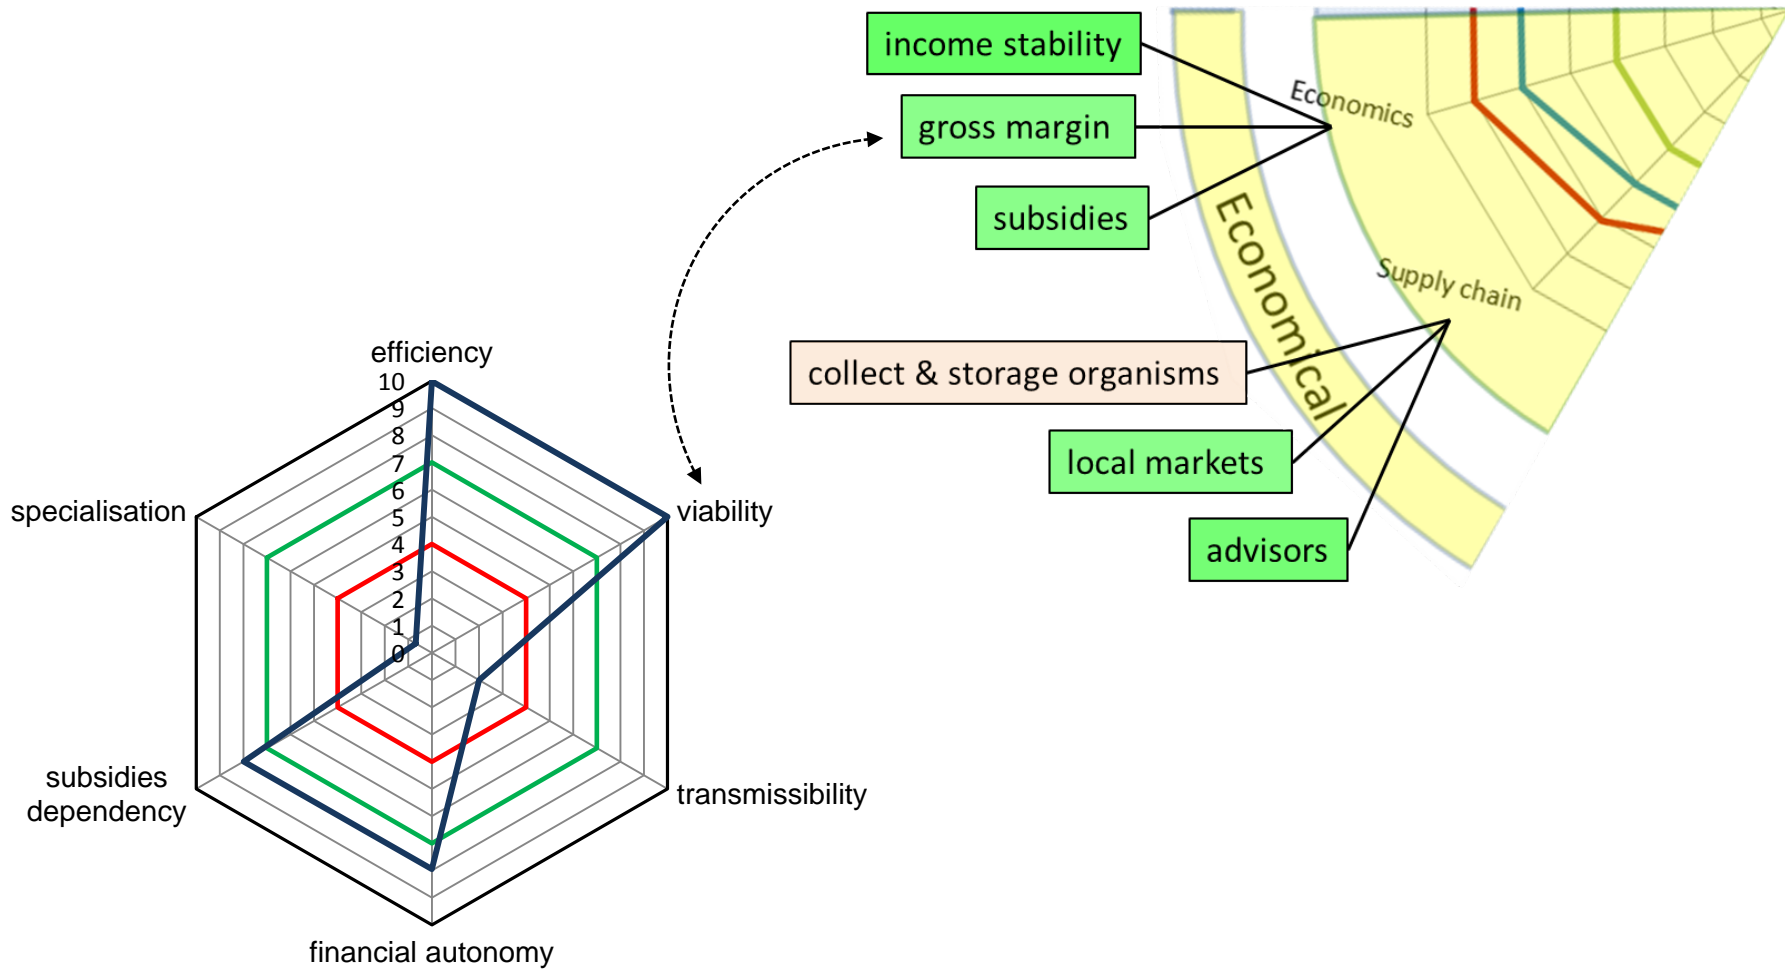 income stability
gross margin
subsidies
Economics
Supply chain
Economical
collect & storage organisms
local markets
advisors
efficiency
10
9
8
7
6
5
4
3
2
1
0
specialisation
viability
subsidies
dependency
transmissibility
financial autonomy